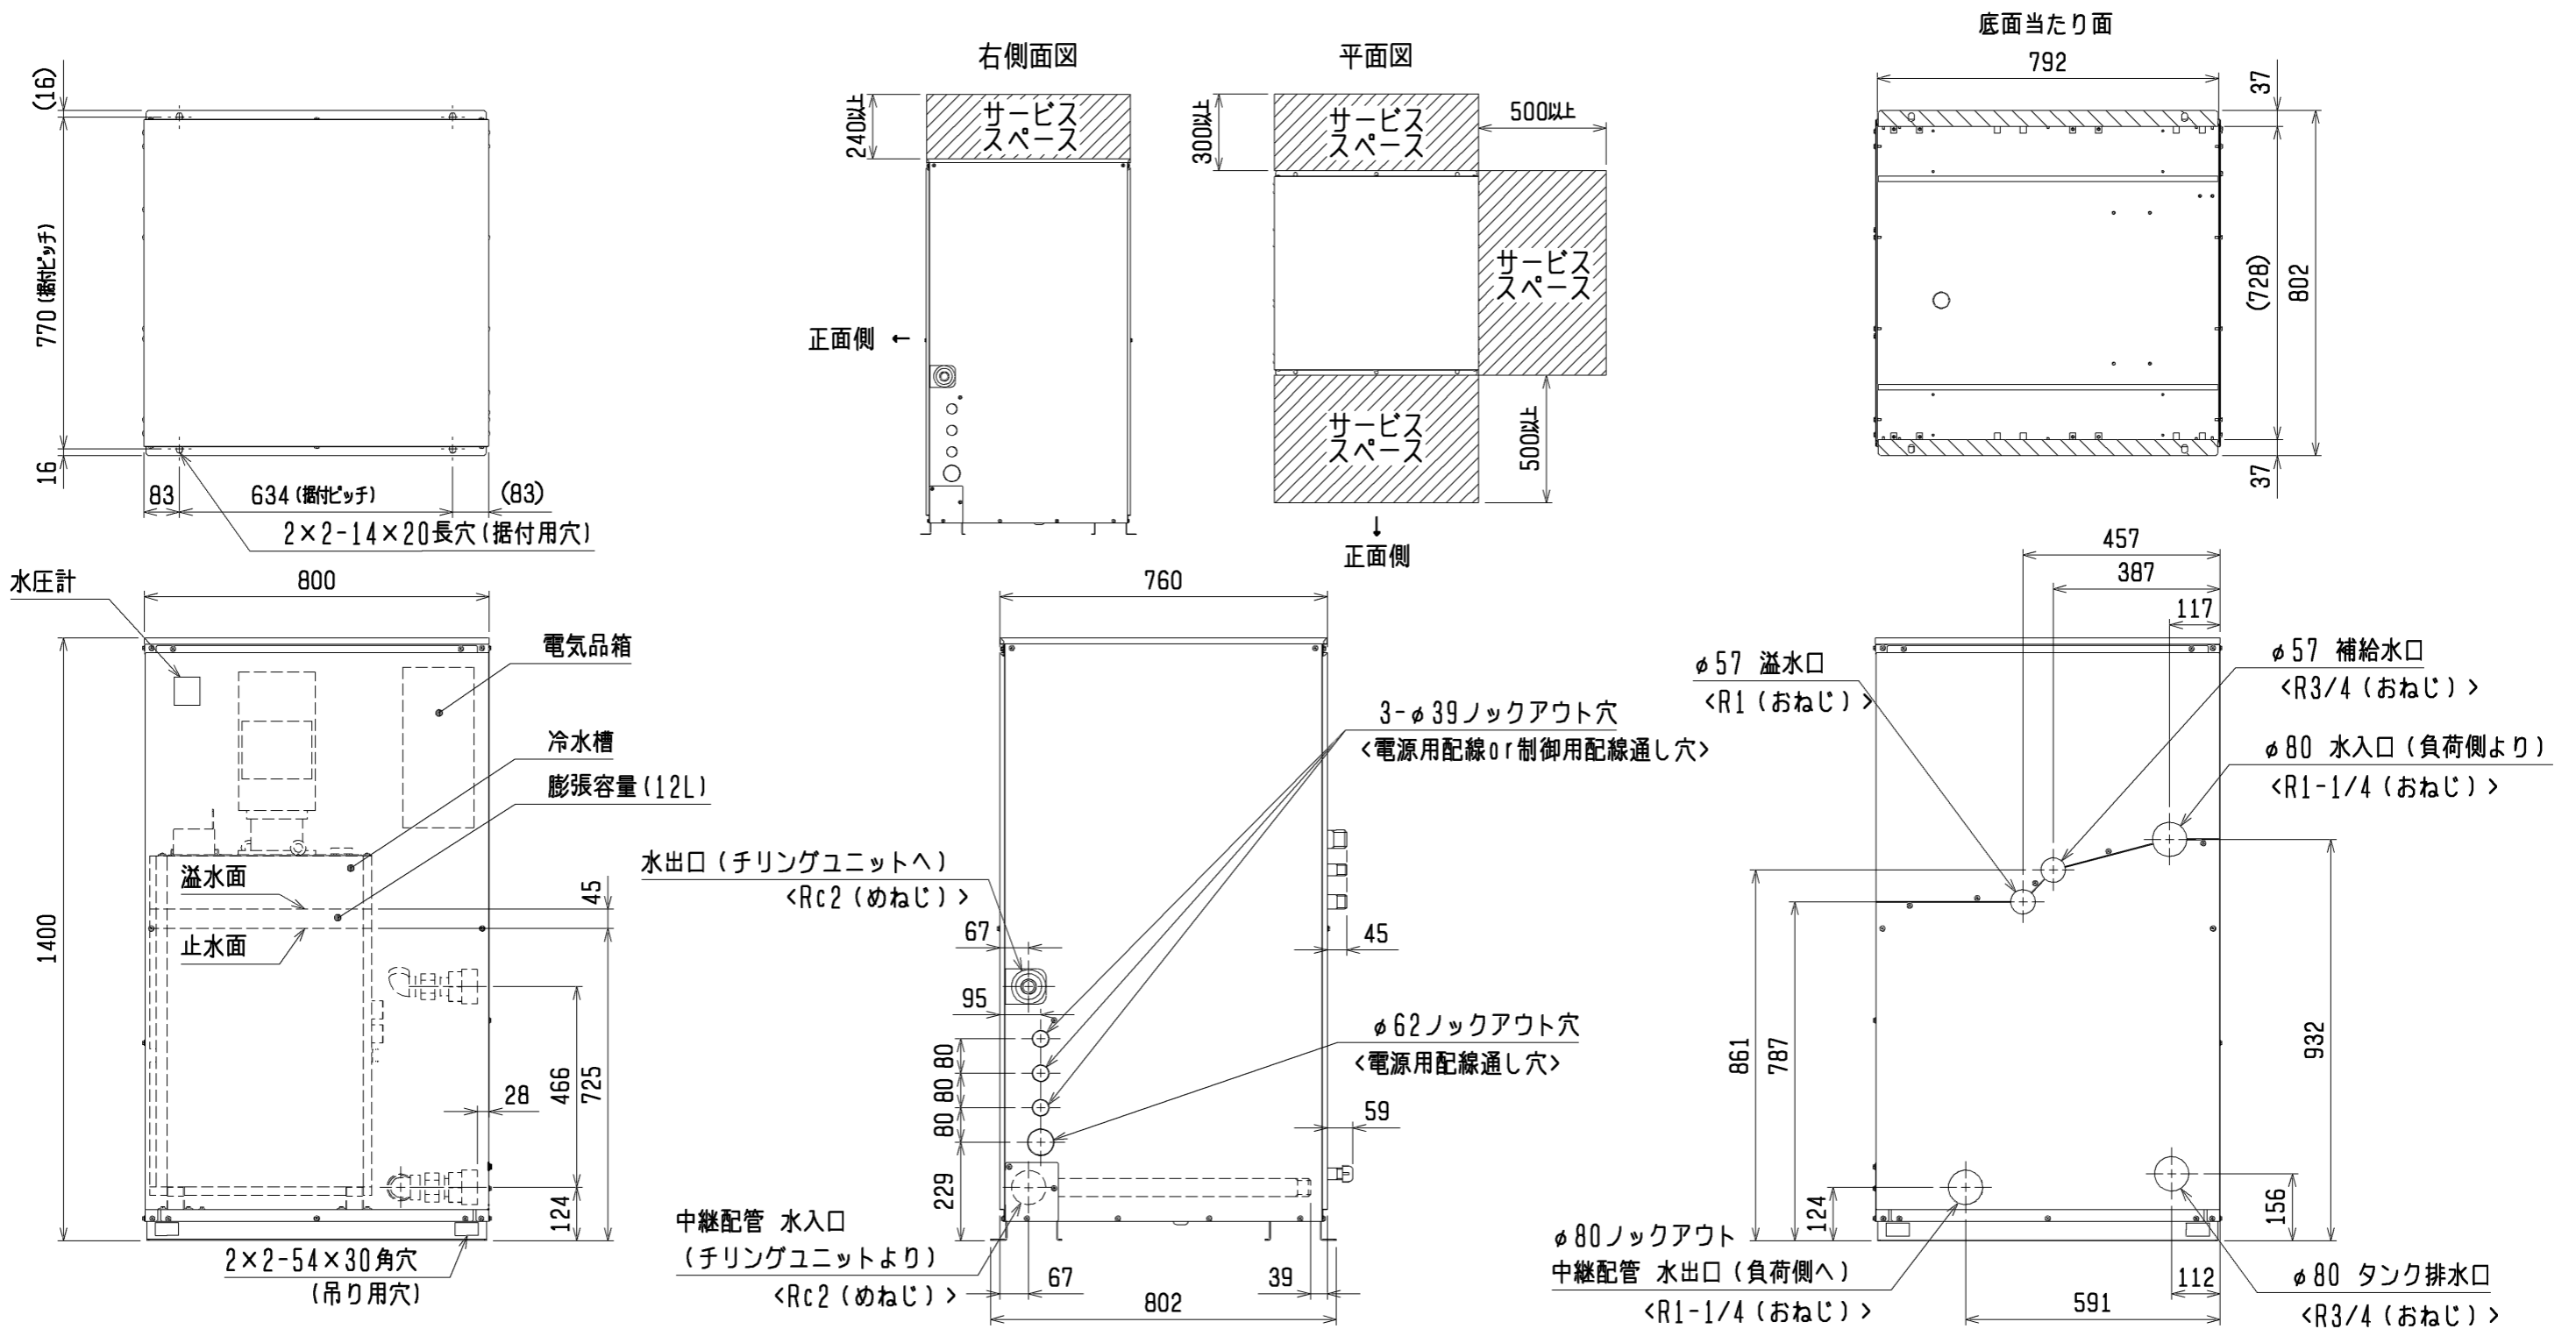 (16)
770(据付ピッチ)
16
83
634(据付ピッチ)
(83)
2×2-14×20長穴(据付用穴)
右側面図
240以上
サービス
スペース
正面側 ←
平面図
300以上
サービス
スペース
500以上
サービス
スペース
サービス
スペース
500以上
↓
正面側
底面当たり面
792
37
(728)
802
37
水圧計
800
電気品箱
冷水槽
膨張容量(12L)
溢水面
止水面
45
1400
466
725
28
124
2×2-54×30角穴
(吊り用穴)
760
3-φ39ノックアウト穴
<電源用配線or制御用配線通し穴>
水出口(チリングユニットへ)
<Rc2(めねじ)>
67
45
95
80
80
80
229
φ62ノックアウト穴
<電源用配線通し穴>
59
中継配管 水入口
(チリングユニットより)
<Rc2(めねじ)>
67
39
802
457
387
117
φ57 溢水口
<R1(おねじ)>
φ57 補給水口
<R3/4(おねじ)>
φ80 水入口(負荷側より)
<R1-1/4(おねじ)>
861
787
932
124
156
φ80ノックアウト
中継配管 水出口(負荷側へ)
<R1-1/4(おねじ)>
112
591
φ80 タンク排水口
<R3/4(おねじ)>